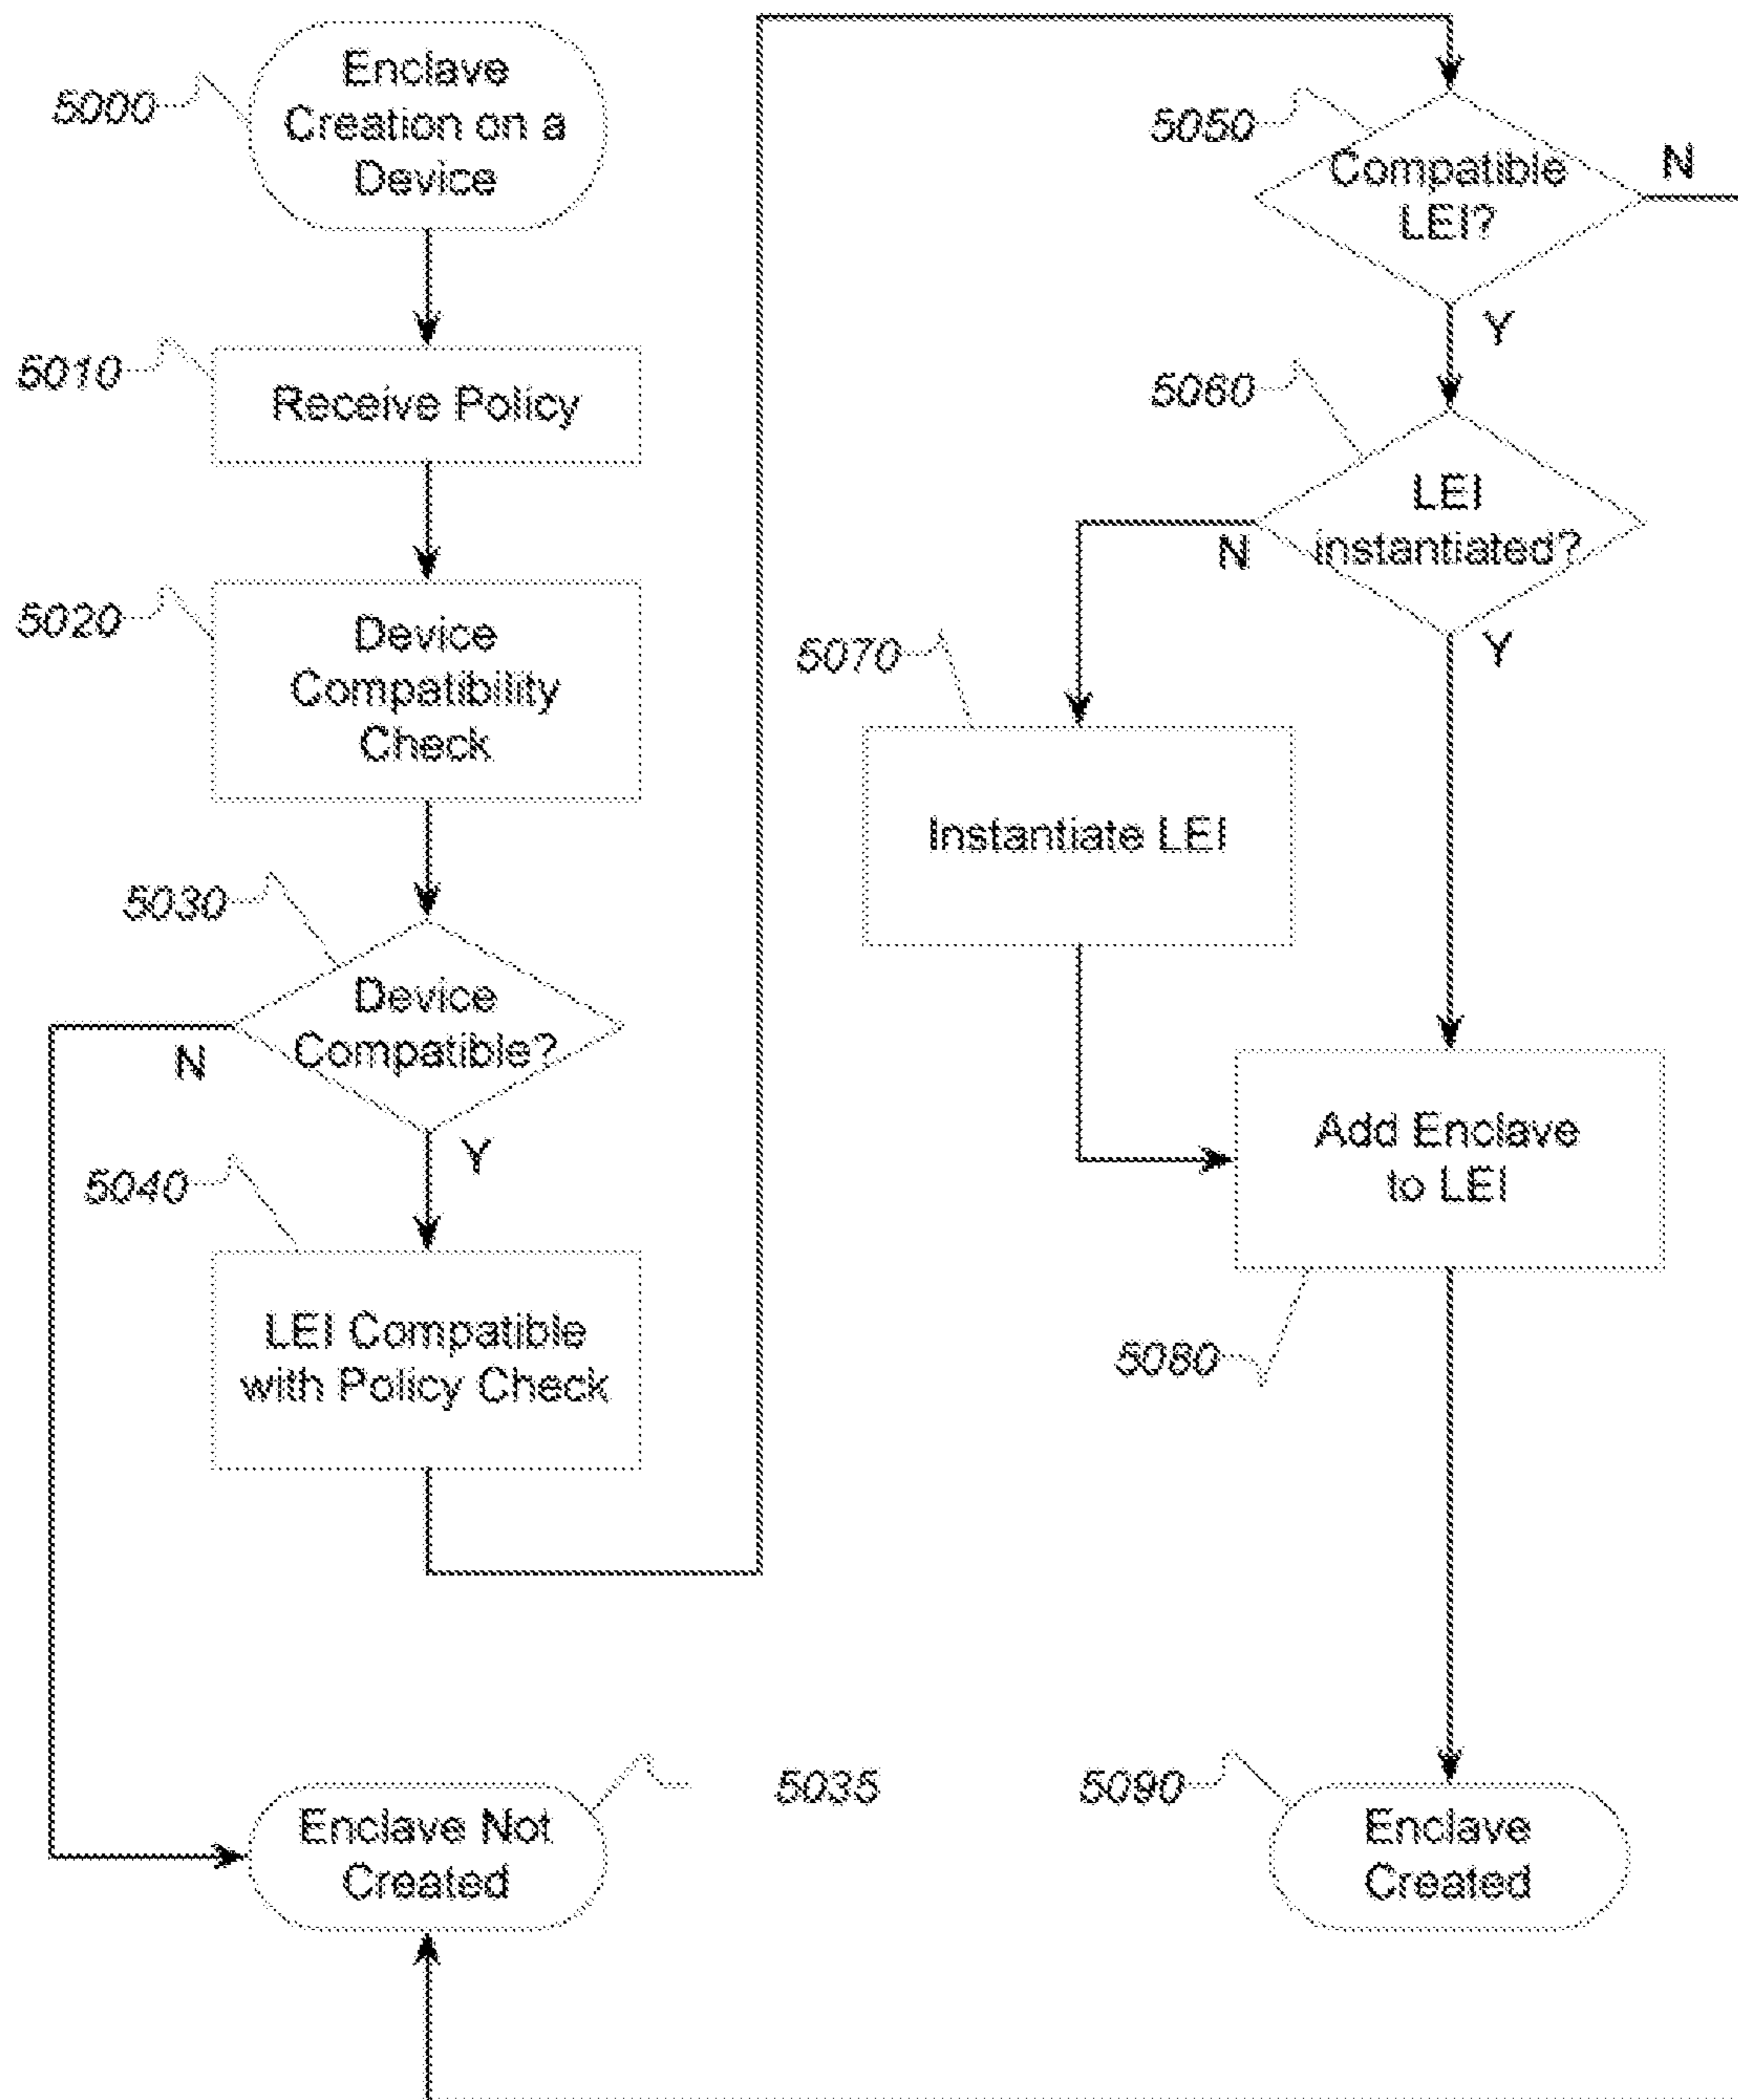 5000
Enclave
Creation on a
Device
5010
Receive Policy
5020
Device
Compatibility
Check
5030
Device
Compatible?
N
Y
5040
LEI Compatible
with Policy Check
5035
Enclave Not
Created
5050
Compatible
LEI?
N
Y
5060
LEI
instantiated?
N
Y
5070
Instantiate LEI
Add Enclave
to LEI
5080
5090
Enclave
Created